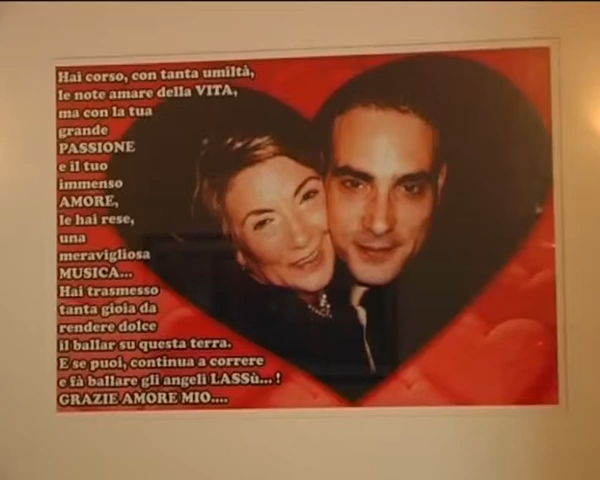 Hai corso, con tanta umiltà,
le note amare della VITA,
ma con la tua
grande
PASSIONE
e il tuo
immenso
AMORE,
le hai rese,
una
meravigliosa
MUSICA...
Hai trasmesso
tanta gioia da
rendere dolce
il ballar su questa terra.
E se puoi, continua a correre
e fà ballare gli angeli LASSù...!
GRAZIE AMORE MIO....